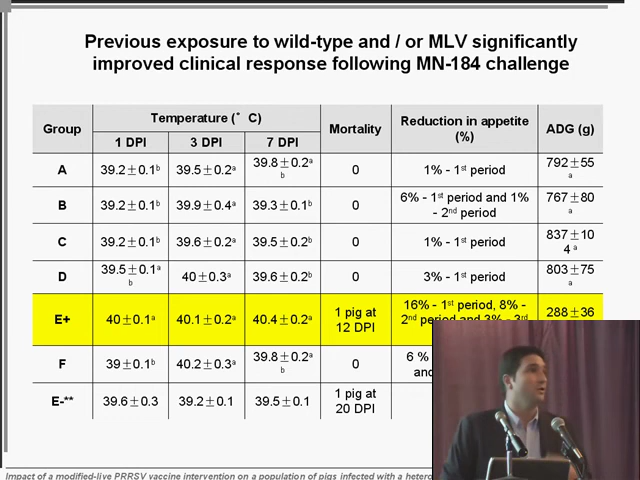 Previous exposure to wild-type and / or MLV significantly
improved clinical response following MN-184 challenge
Group Temperature (° C) Mortality Reduction in appetite (%) ADG (g)
1 DPI 3 DPI 7 DPI
A 39.2±0.1ᵇ 39.5±0.2ᵃ 39.8±0.2ᵃ ᵇ 0 1% - 1ˢᵗ period 792±55 ᵃ
B 39.2±0.1ᵇ 39.9±0.4ᵃ 39.3±0.1ᵇ 0 6% - 1ˢᵗ period and 1% - 2ⁿᵈ period 767±80 ᵃ
C 39.2±0.1ᵇ 39.6±0.2ᵃ 39.5±0.2ᵇ 0 1% - 1ˢᵗ period 837±104 ᵃ
D 39.5±0.1ᵃ ᵇ 40±0.3ᵃ 39.6±0.2ᵇ 0 3% - 1ˢᵗ period 803±75 ᵃ
E+ 40±0.1ᵃ 40.1±0.2ᵃ 40.4±0.2ᵃ 1 pig at 12 DPI 16% - 1ˢᵗ period, 8% - 2ⁿᵈ period and 3% - 3ʳᵈ 288±36
F 39±0.1ᵇ 40.2±0.3ᵃ 39.8±0.2ᵃ ᵇ 0 6 % and
E-** 39.6±0.3 39.2±0.1 39.5±0.1 1 pig at 20 DPI
Impact of a modified-live PRRSV vaccine intervention on a population of pigs infected with a